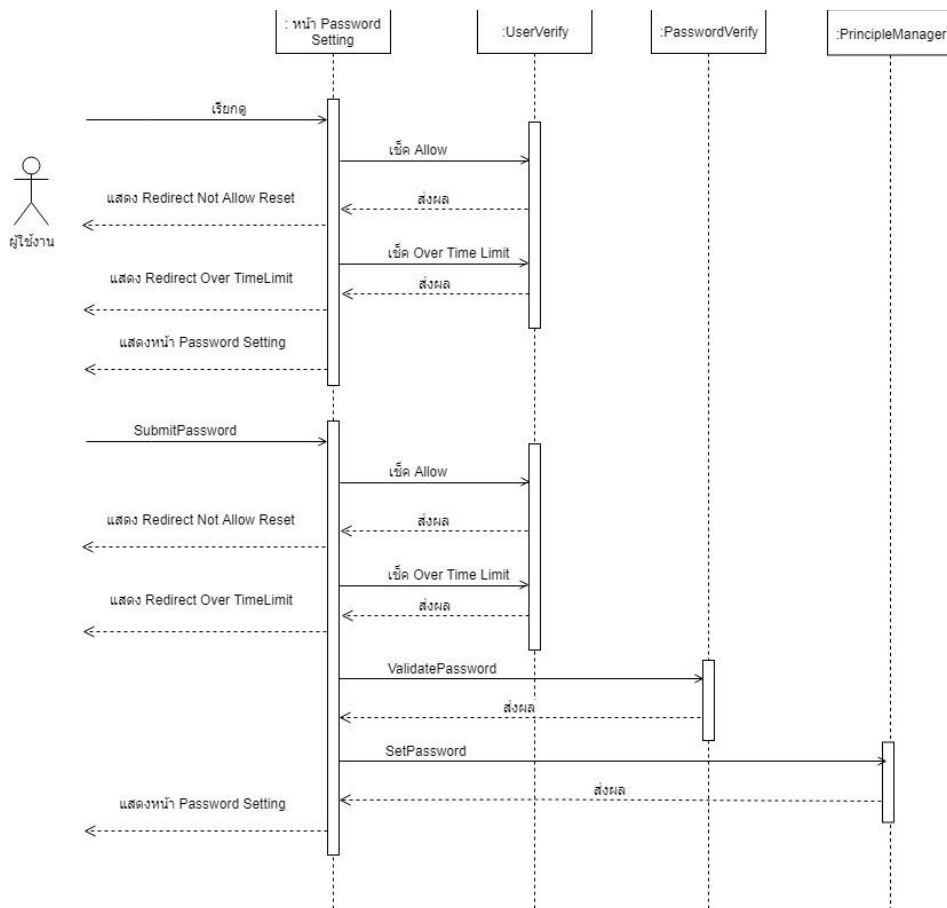 : หน้า Password
Setting
:UserVerify
:PasswordVerify
:PrincipleManager
เรียกดู
เช็ค Allow
ส่งผล
แสดง Redirect Not Allow Reset
ผู้ใช้งาน
เช็ค Over Time Limit
แสดง Redirect Over TimeLimit
ส่งผล
แสดงหน้า Password Setting
SubmitPassword
เช็ค Allow
แสดง Redirect Not Allow Reset
ส่งผล
เช็ค Over Time Limit
แสดง Redirect Over TimeLimit
ส่งผล
ValidatePassword
ส่งผล
SetPassword
ส่งผล
แสดงหน้า Password Setting